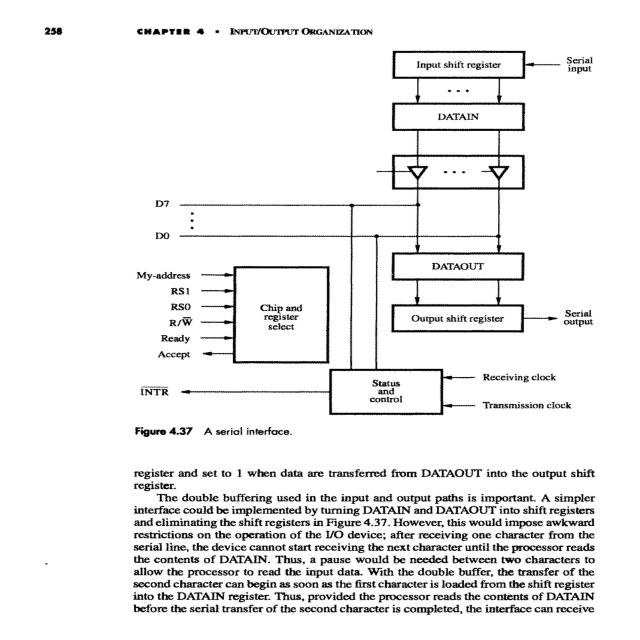 258 CHAPTER 4 • INPUT/OUTPUT ORGANIZATION
Input shift register
Serial
input
. . .
DATAIN
. . .
D7
D0
DATAOUT
My-address
RS1
RS0
R/W̅
Ready
Accept
Chip and
register
select
Output shift register
Serial
output
I̅N̅T̅R̅
Status
and
control
Receiving clock
Transmission clock
Figure 4.37 A serial interface.
register and set to 1 when data are transferred from DATAOUT into the output shift
register.
The double buffering used in the input and output paths is important. A simpler
interface could be implemented by turning DATAIN and DATAOUT into shift registers
and eliminating the shift registers in Figure 4.37. However, this would impose awkward
restrictions on the operation of the I/O device; after receiving one character from the
serial line, the device cannot start receiving the next character until the processor reads
the contents of DATAIN. Thus, a pause would be needed between two characters to
allow the processor to read the input data. With the double buffer, the transfer of the
second character can begin as soon as the first character is loaded from the shift register
into the DATAIN register. Thus, provided the processor reads the contents of DATAIN
before the serial transfer of the second character is completed, the interface can receive